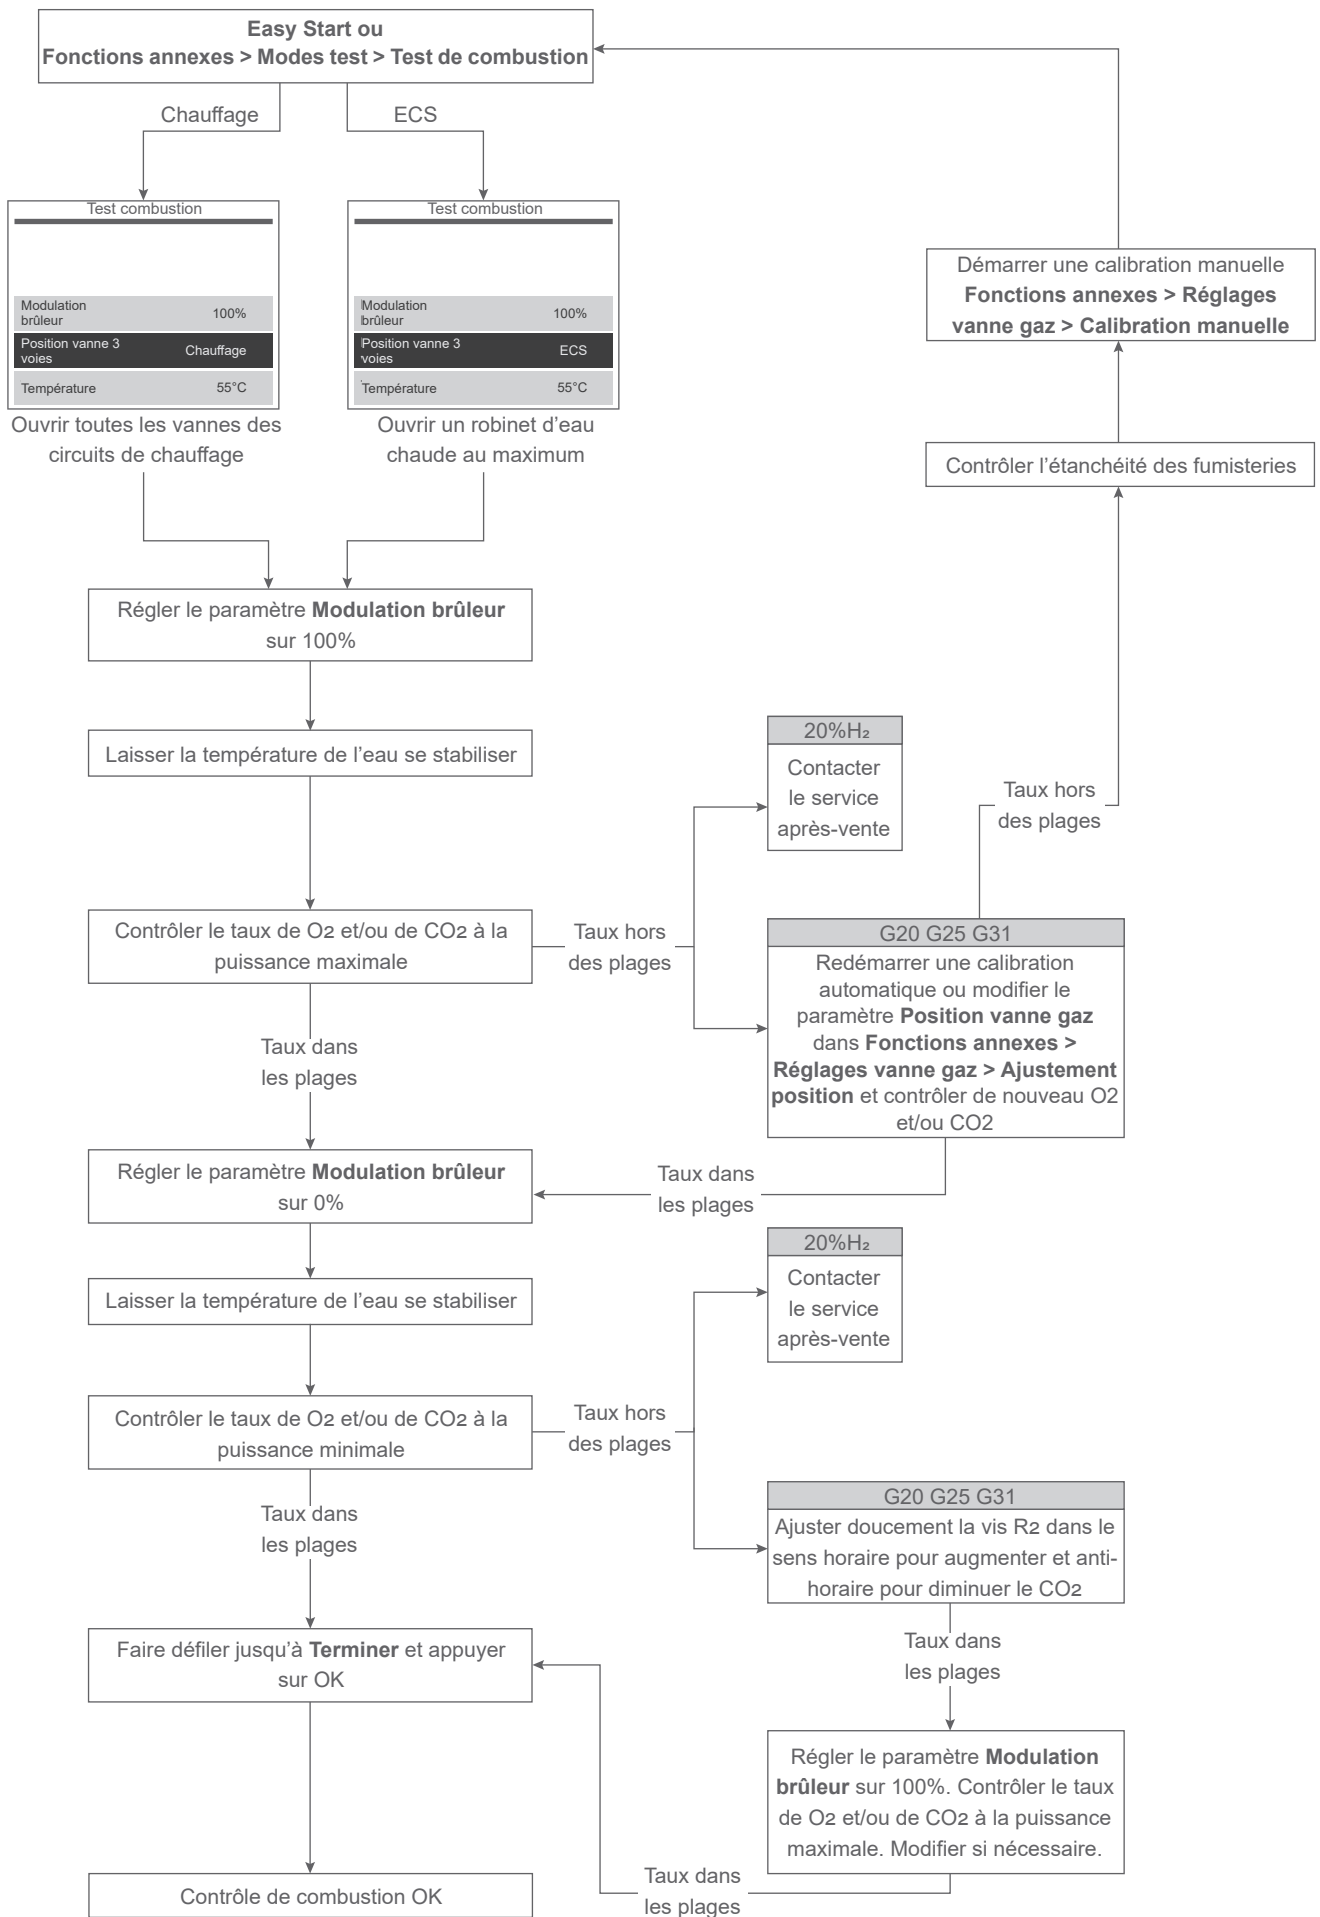 Easy Start ou
Fonctions annexes > Modes test > Test de combustion
Chauffage
ECS
Test combustion
Modulation
brûleur
100%
Position vanne 3
voies
Chauffage
Température
55°C
Test combustion
Modulation
brûleur
100%
Position vanne 3
voies
ECS
Température
55°C
Ouvrir toutes les vannes des
circuits de chauffage
Ouvrir un robinet d'eau
chaude au maximum
Démarrer une calibration manuelle
Fonctions annexes > Réglages
vanne gaz > Calibration manuelle
Contrôler l'étanchéité des fumisteries
Régler le paramètre Modulation brûleur
sur 100%
Laisser la température de l'eau se stabiliser
20%H₂
Contacter
le service
après-vente
Taux hors
des plages
Contrôler le taux de O2 et/ou de CO2 à la
puissance maximale
Taux hors
des plages
G20 G25 G31
Redémarrer une calibration
automatique ou modifier le
paramètre Position vanne gaz
dans Fonctions annexes >
Réglages vanne gaz > Ajustement
position et contrôler de nouveau O2
et/ou CO2
Taux dans
les plages
Régler le paramètre Modulation brûleur
sur 0%
Taux dans
les plages
Laisser la température de l'eau se stabiliser
20%H₂
Contacter
le service
après-vente
Contrôler le taux de O2 et/ou de CO2 à la
puissance minimale
Taux hors
des plages
G20 G25 G31
Ajuster doucement la vis R2 dans le
sens horaire pour augmenter et anti-
horaire pour diminuer le CO2
Taux dans
les plages
Faire défiler jusqu'à Terminer et appuyer
sur OK
Taux dans
les plages
Régler le paramètre Modulation
brûleur sur 100%. Contrôler le taux
de O2 et/ou de CO2 à la puissance
maximale. Modifier si nécessaire.
Taux dans
les plages
Contrôle de combustion OK